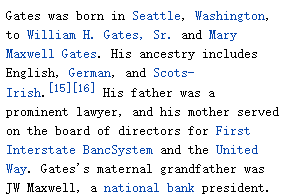 Gates was born in Seattle, Washington,
to William H. Gates, Sr. and Mary
Maxwell Gates. His ancestry includes
English, German, and Scots-
Irish.[15][16] His father was a
prominent lawyer, and his mother served
on the board of directors for First
Interstate BancSystem and the United
Way. Gates's maternal grandfather was
JW Maxwell, a national bank president.